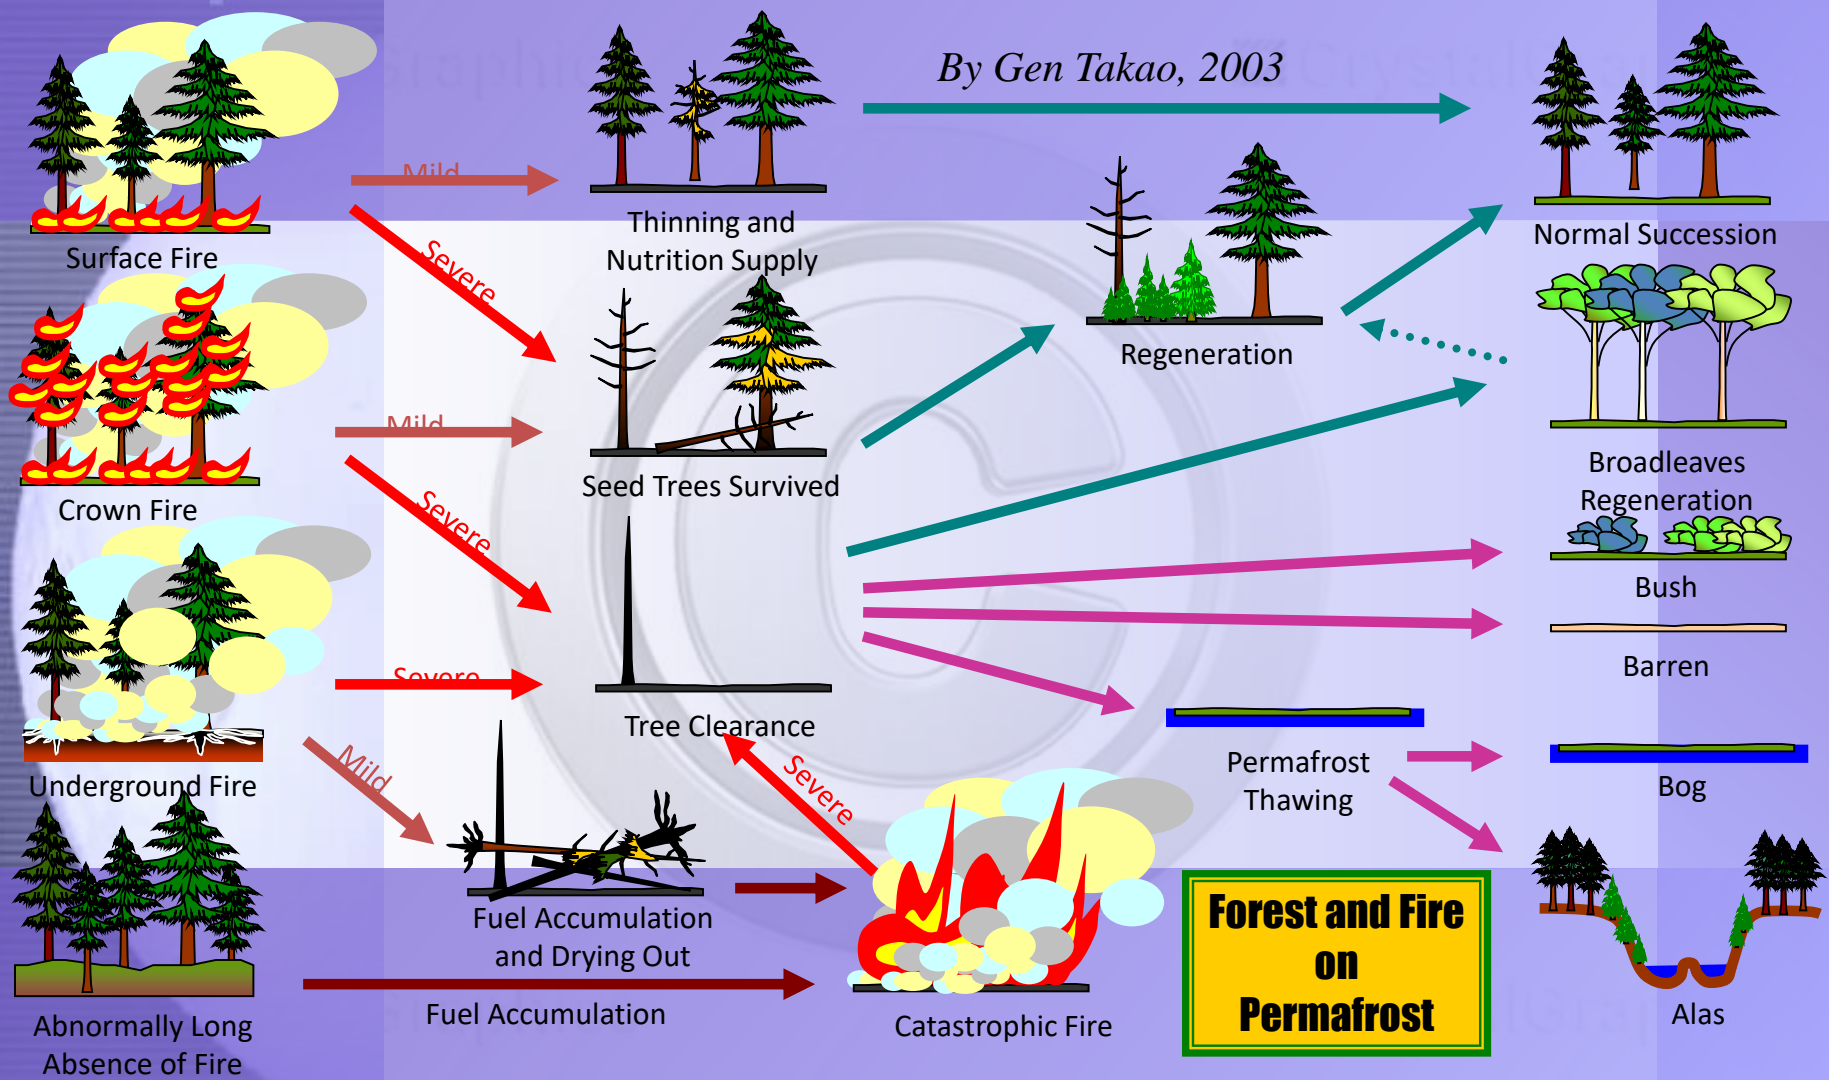 By Gen Takao, 2003
Surface Fire
Mild
Severe
Thinning and
Nutrition Supply
Normal Succession
Crown Fire
Mild
Severe
Seed Trees Survived
Regeneration
Broadleaves
Regeneration
Underground Fire
Severe
Mild
Tree Clearance
Bush
Barren
Permafrost
Thawing
Bog
Alas
Abnormally Long
Absence of Fire
Fuel Accumulation
and Drying Out
Fuel Accumulation
Severe
Catastrophic Fire
Forest and Fire
on
Permafrost